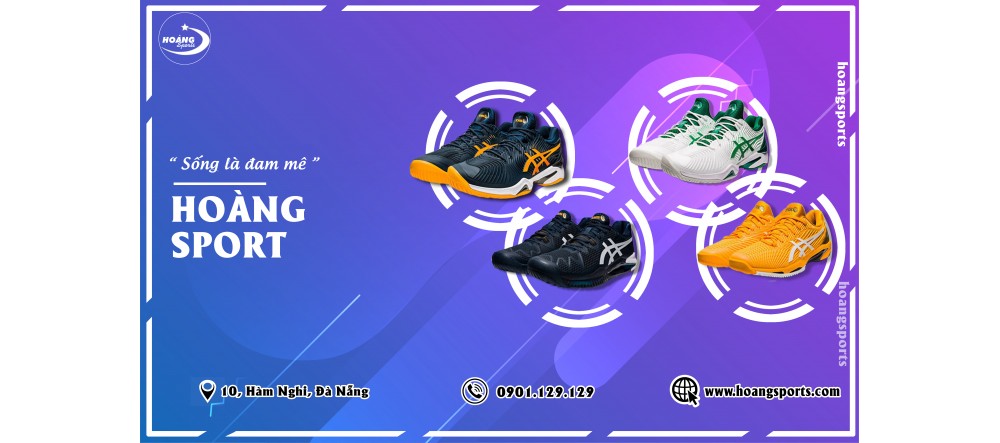 HOÀNG
Sports
hoangsports
“ Sống là đam mê ”
HOÀNG
SPORT
hoangsports
10, Hàm Nghi, Đà Nẵng
0901.129.129
www.hoangsports.com